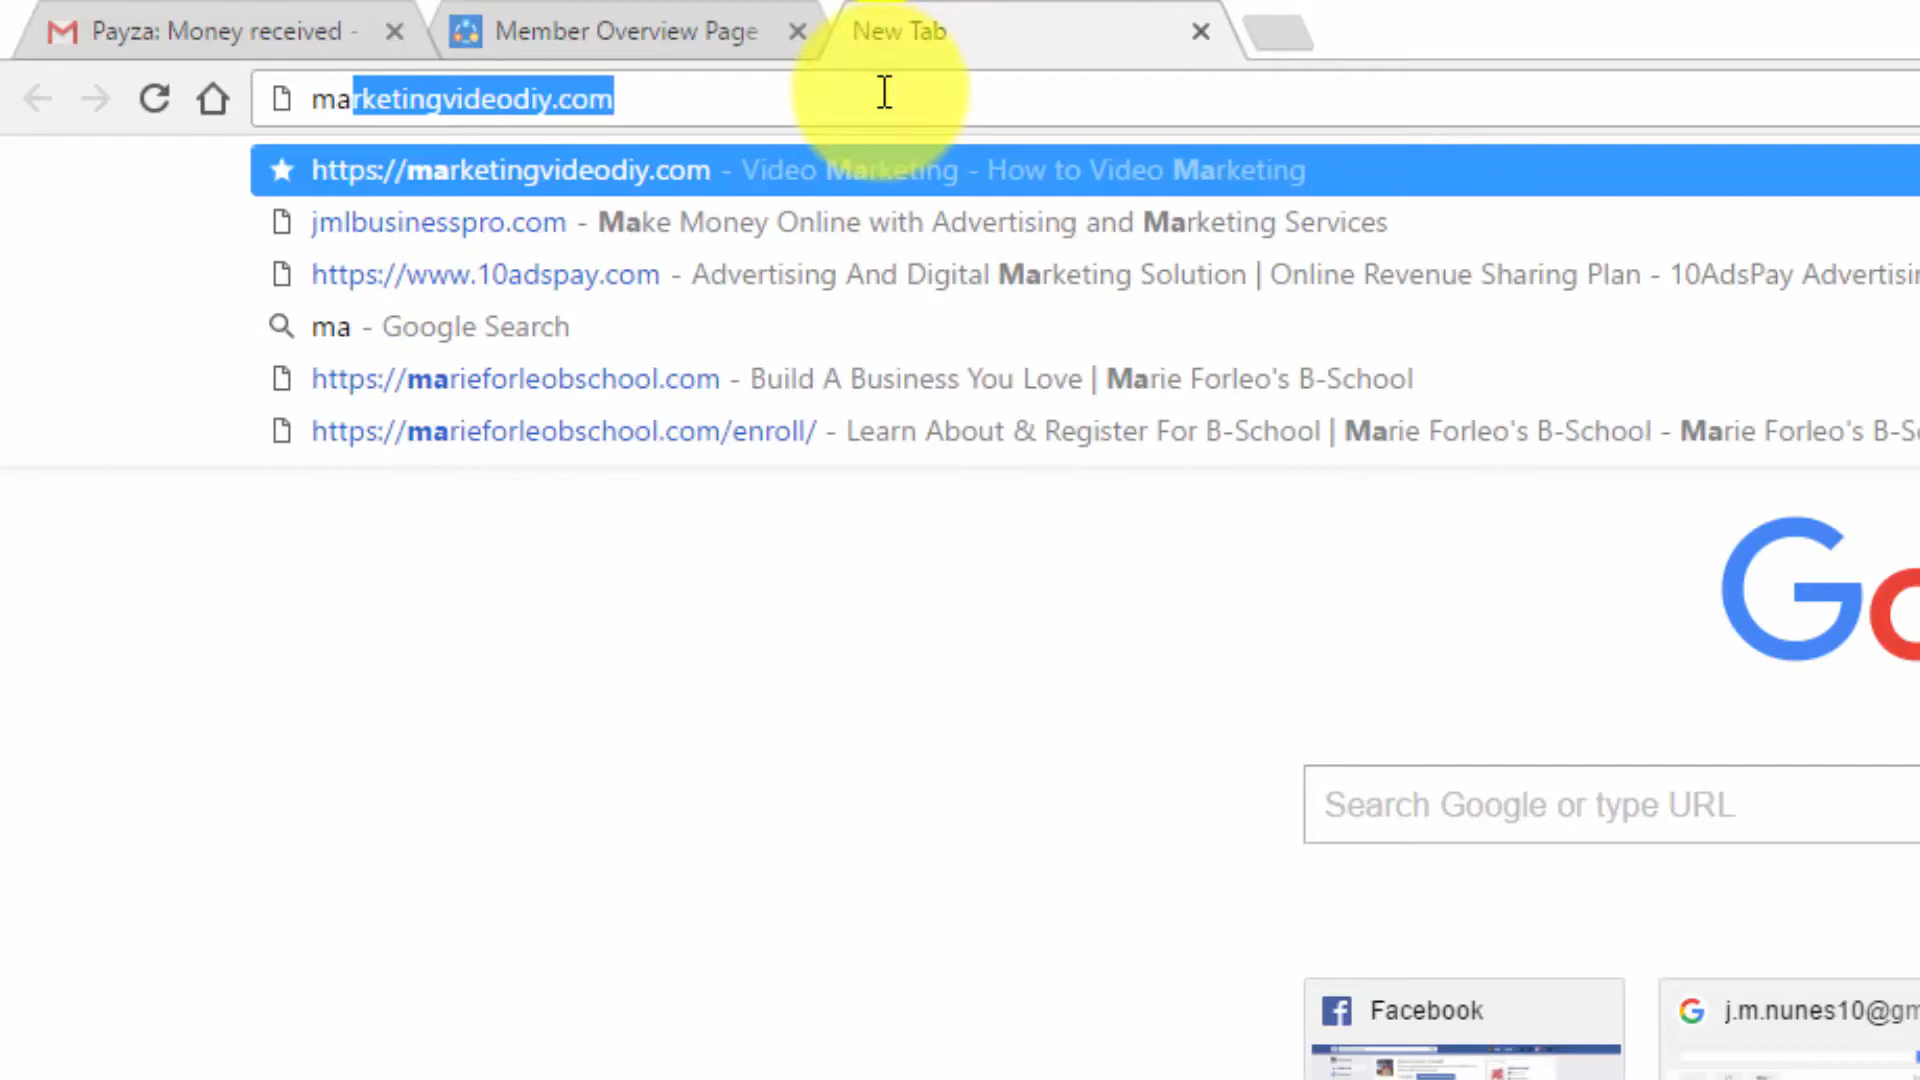 Payza: Money received -
Member Overview Page
New Tab
marketingvideodiy.com
https://marketingvideodiy.com - Video Marketing - How to Video Marketing
jmlbusinesspro.com - Make Money Online with Advertising and Marketing Services
https://www.10adspay.com - Advertising And Digital Marketing Solution | Online Revenue Sharing Plan - 10AdsPay Advertisin
ma - Google Search
https://marieforleobschool.com - Build A Business You Love | Marie Forleo's B-School
https://marieforleobschool.com/enroll/ - Learn About & Register For B-School | Marie Forleo's B-School - Marie Forleo's B-S
Go
Search Google or type URL
Facebook
j.m.nunes10@gm